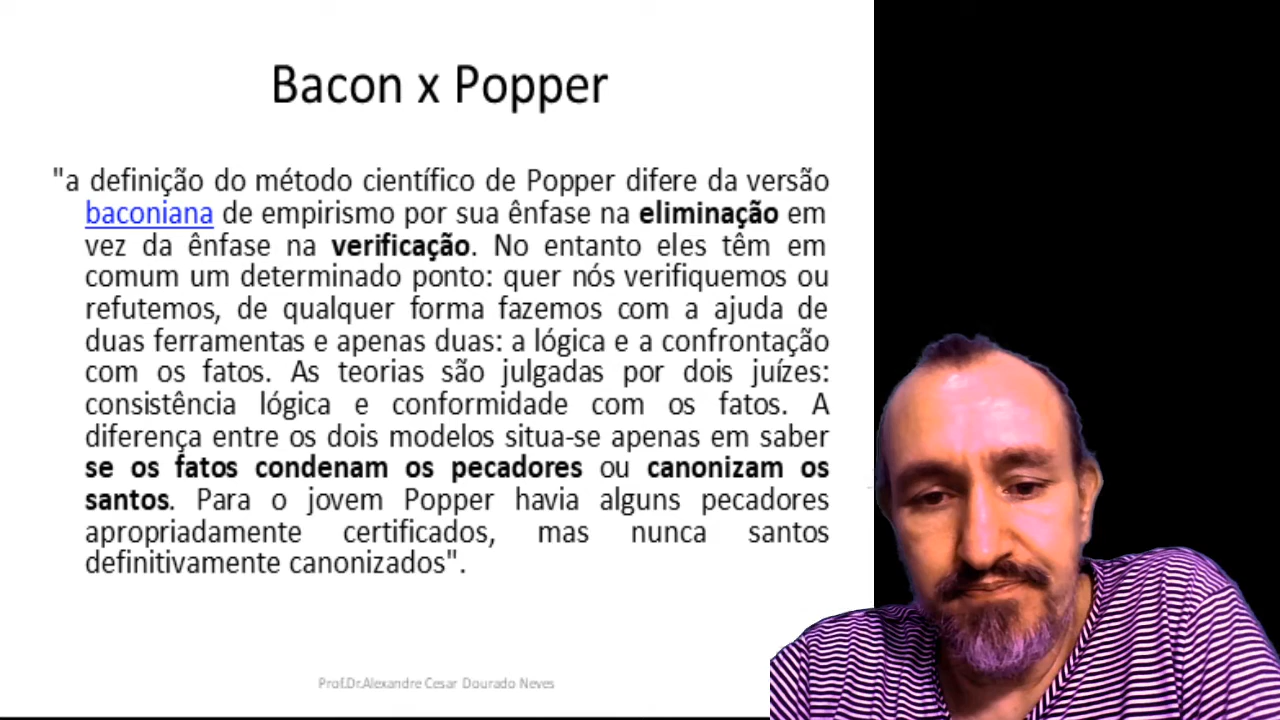 Bacon x Popper
"a definição do método científico de Popper difere da versão
baconiana de empirismo por sua ênfase na eliminação em
vez da ênfase na verificação. No entanto eles têm em
comum um determinado ponto: quer nós verifiquemos ou
refutemos, de qualquer forma fazemos com a ajuda de
duas ferramentas e apenas duas: a lógica e a confrontação
com os fatos. As teorias são julgadas por dois juízes:
consistência lógica e conformidade com os fatos. A
diferença entre os dois modelos situa-se apenas em saber
se os fatos condenam os pecadores ou canonizam os
santos. Para o jovem Popper havia alguns pecadores
apropriadamente certificados, mas nunca santos
definitivamente canonizados".
Prof.Dr.Alexandre Cesar Dourado Neves